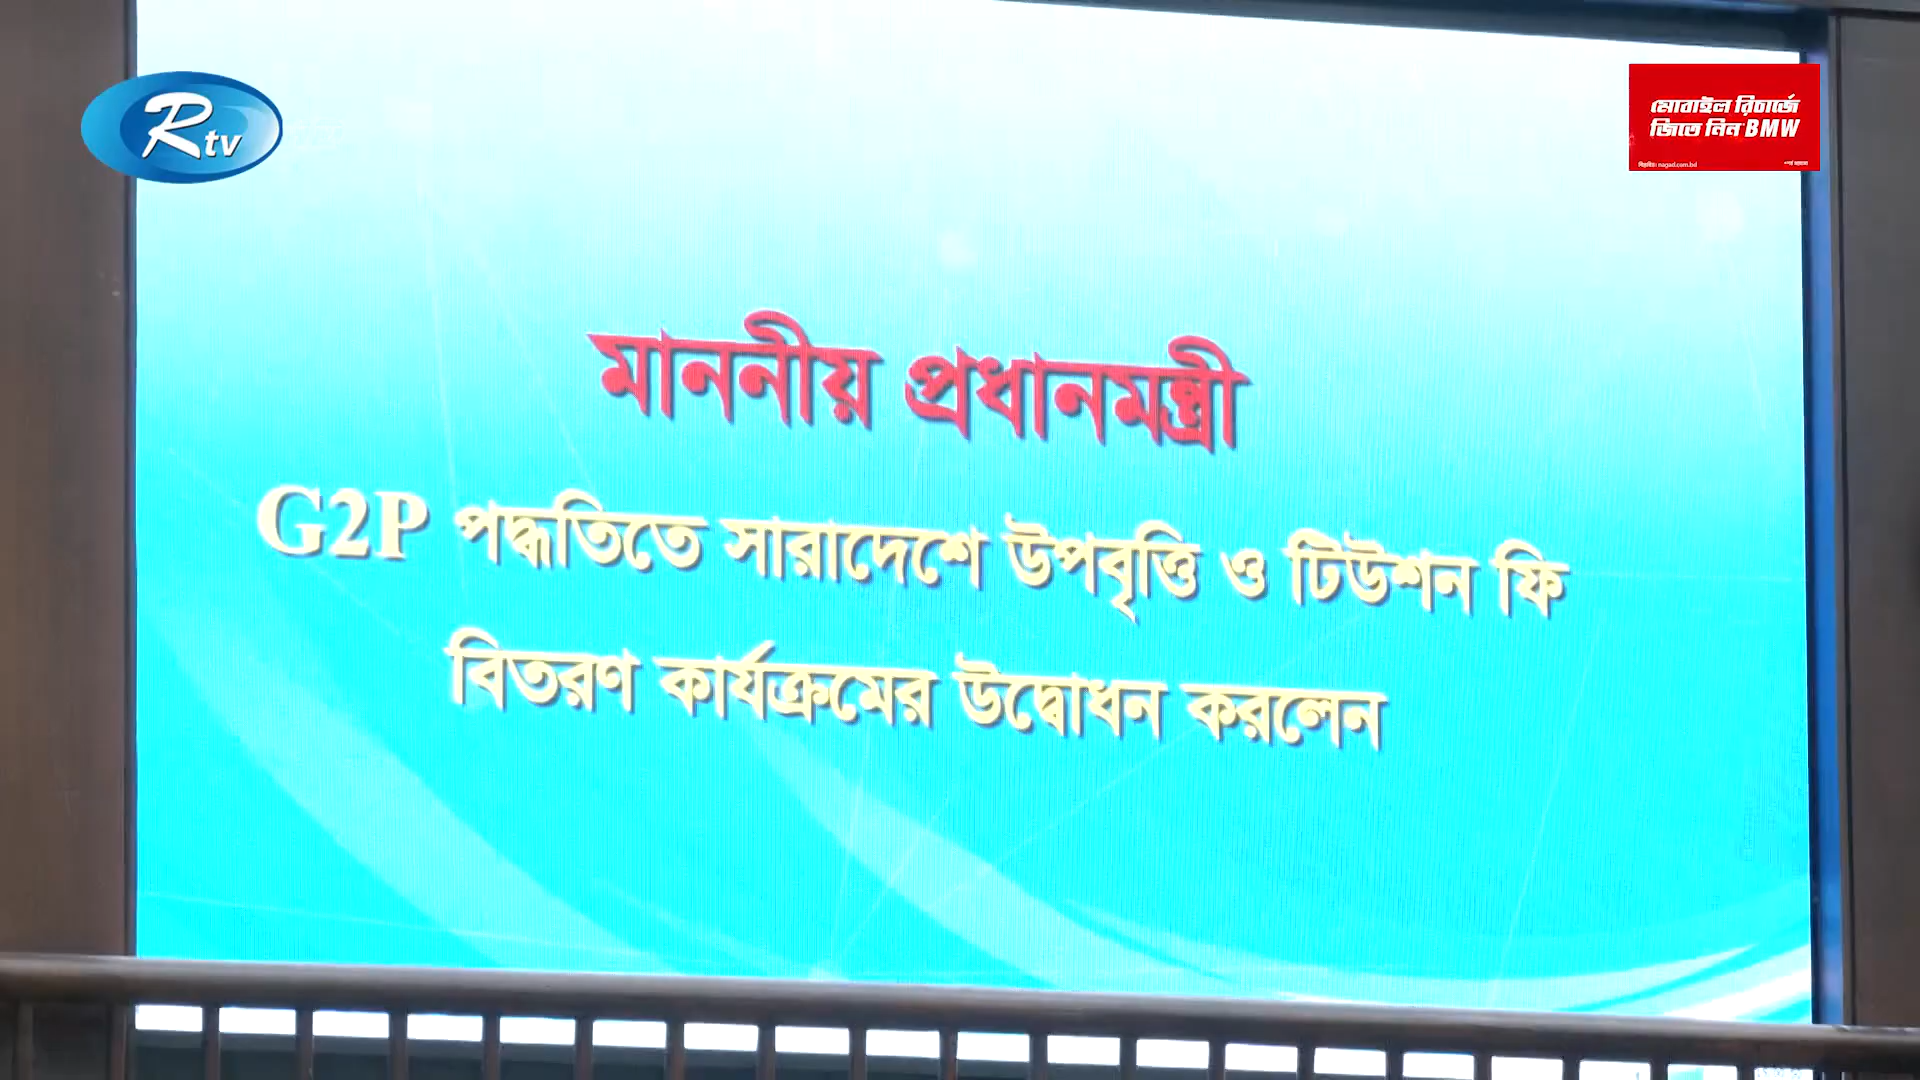 Rtv
মোবাইল রিচার্জে
জিতে নিন BMW
মাননীয় প্রধানমন্ত্রী
G2P পদ্ধতিতে সারাদেশে উপবৃত্তি ও টিউশন ফি
বিতরণ কার্যক্রমের উদ্বোধন করলেন